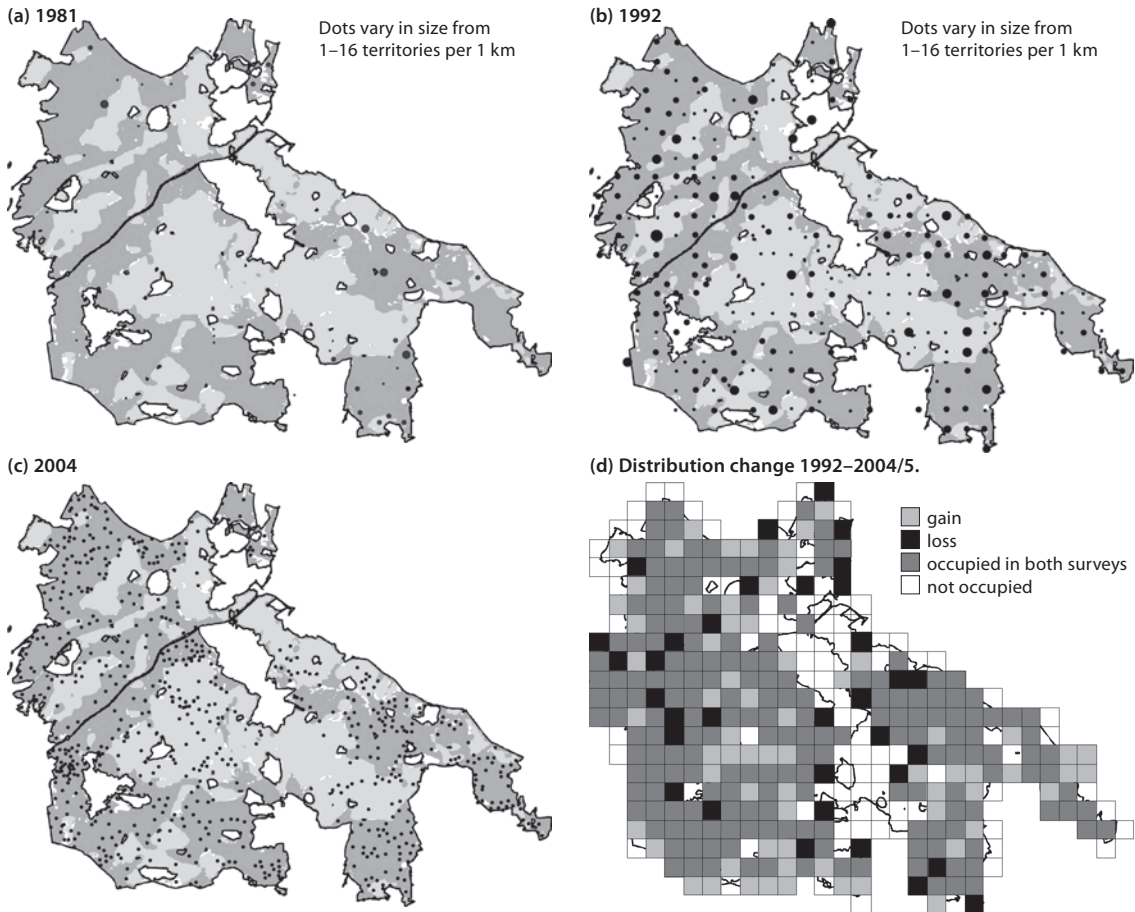 (a) 1981
Dots vary in size from
1–16 territories per 1 km
(b) 1992
Dots vary in size from
1–16 territories per 1 km
(c) 2004
(d) Distribution change 1992–2004/5.
gain
loss
occupied in both surveys
not occupied